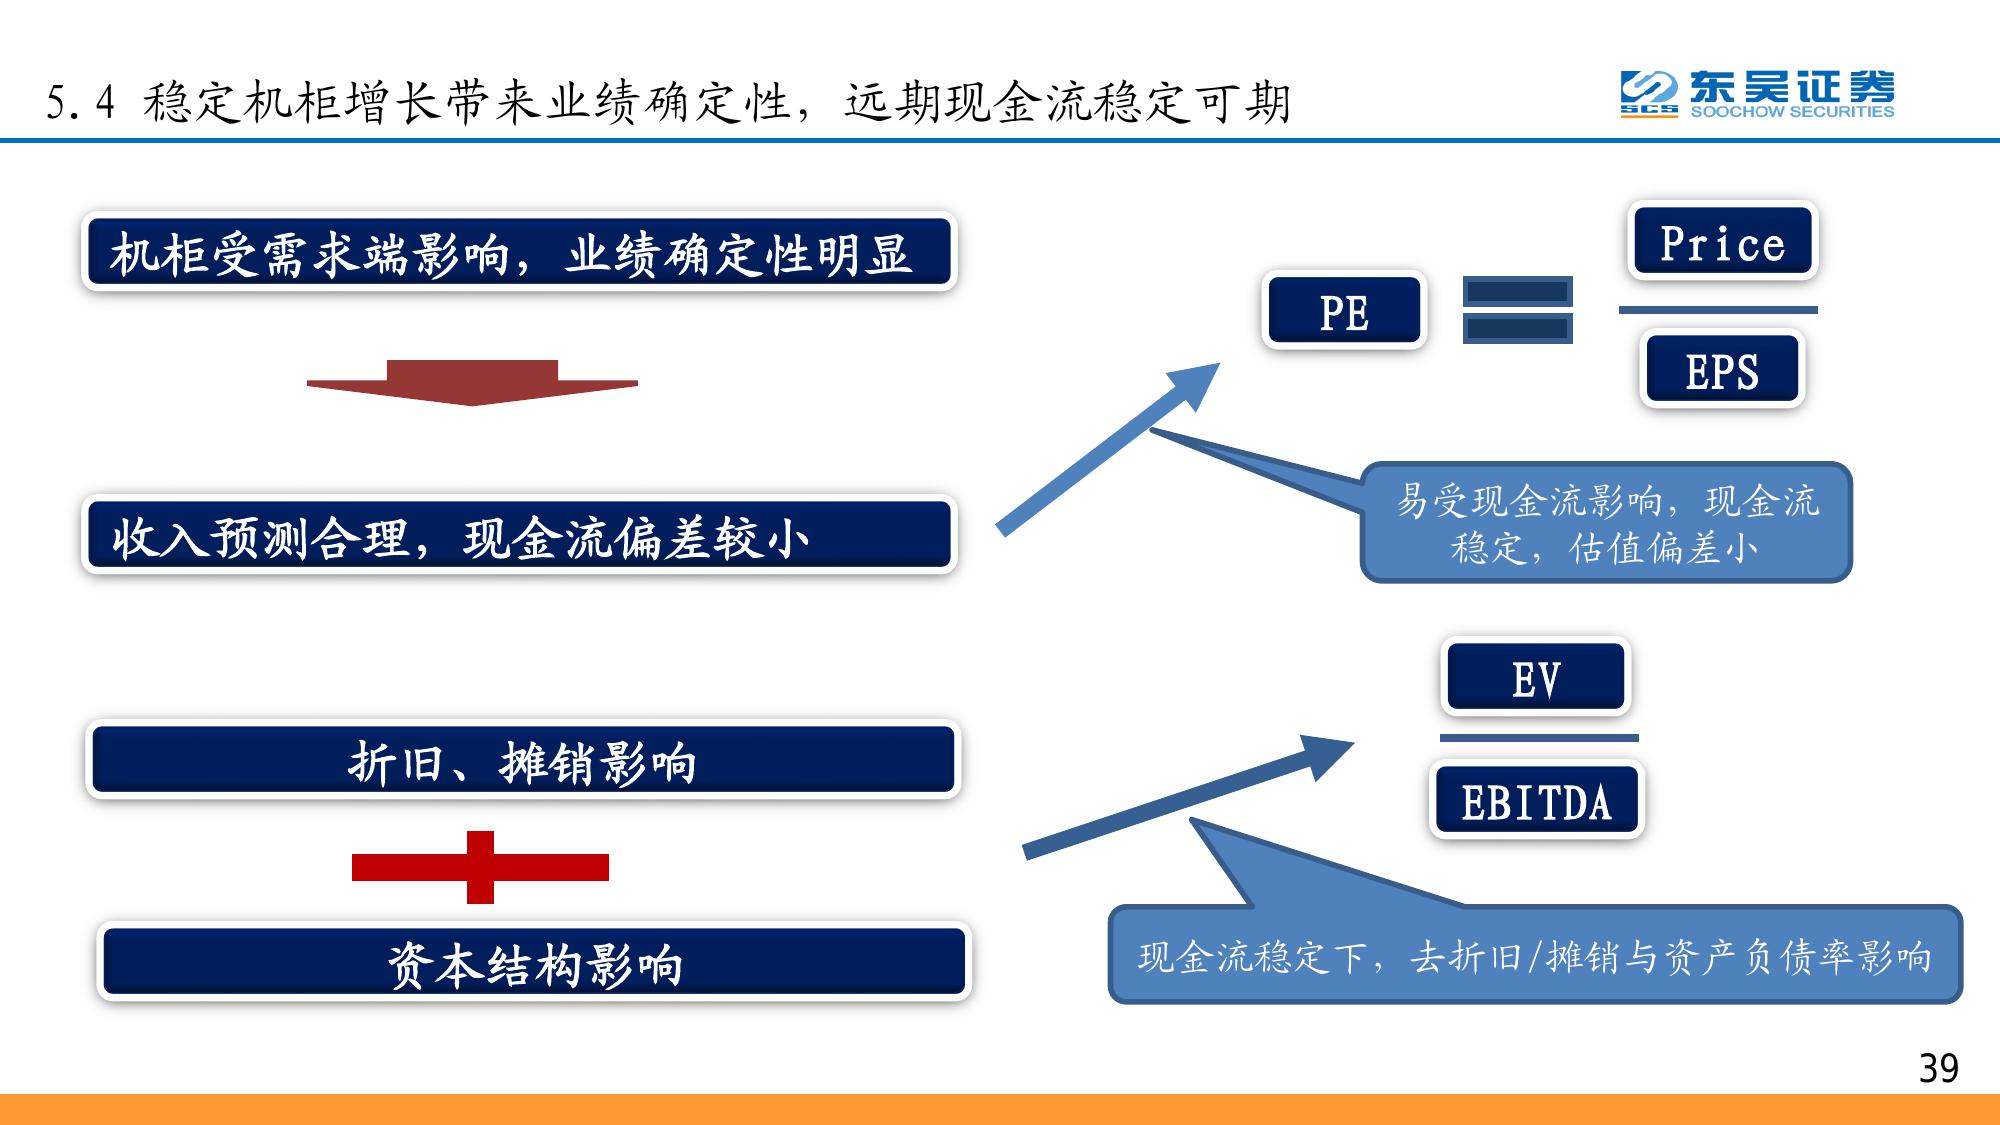 5.4 稳定机柜增长带来业绩确定性，远期现金流稳定可期
东吴证券
SCS
SOOCHOW SECURITIES
机柜受需求端影响，业绩确定性明显
收入预测合理，现金流偏差较小
PE
Price
EPS
易受现金流影响，现金流
稳定，估值偏差小
折旧、摊销影响
资本结构影响
EV
EBITDA
现金流稳定下，去折旧/摊销与资产负债率影响
39